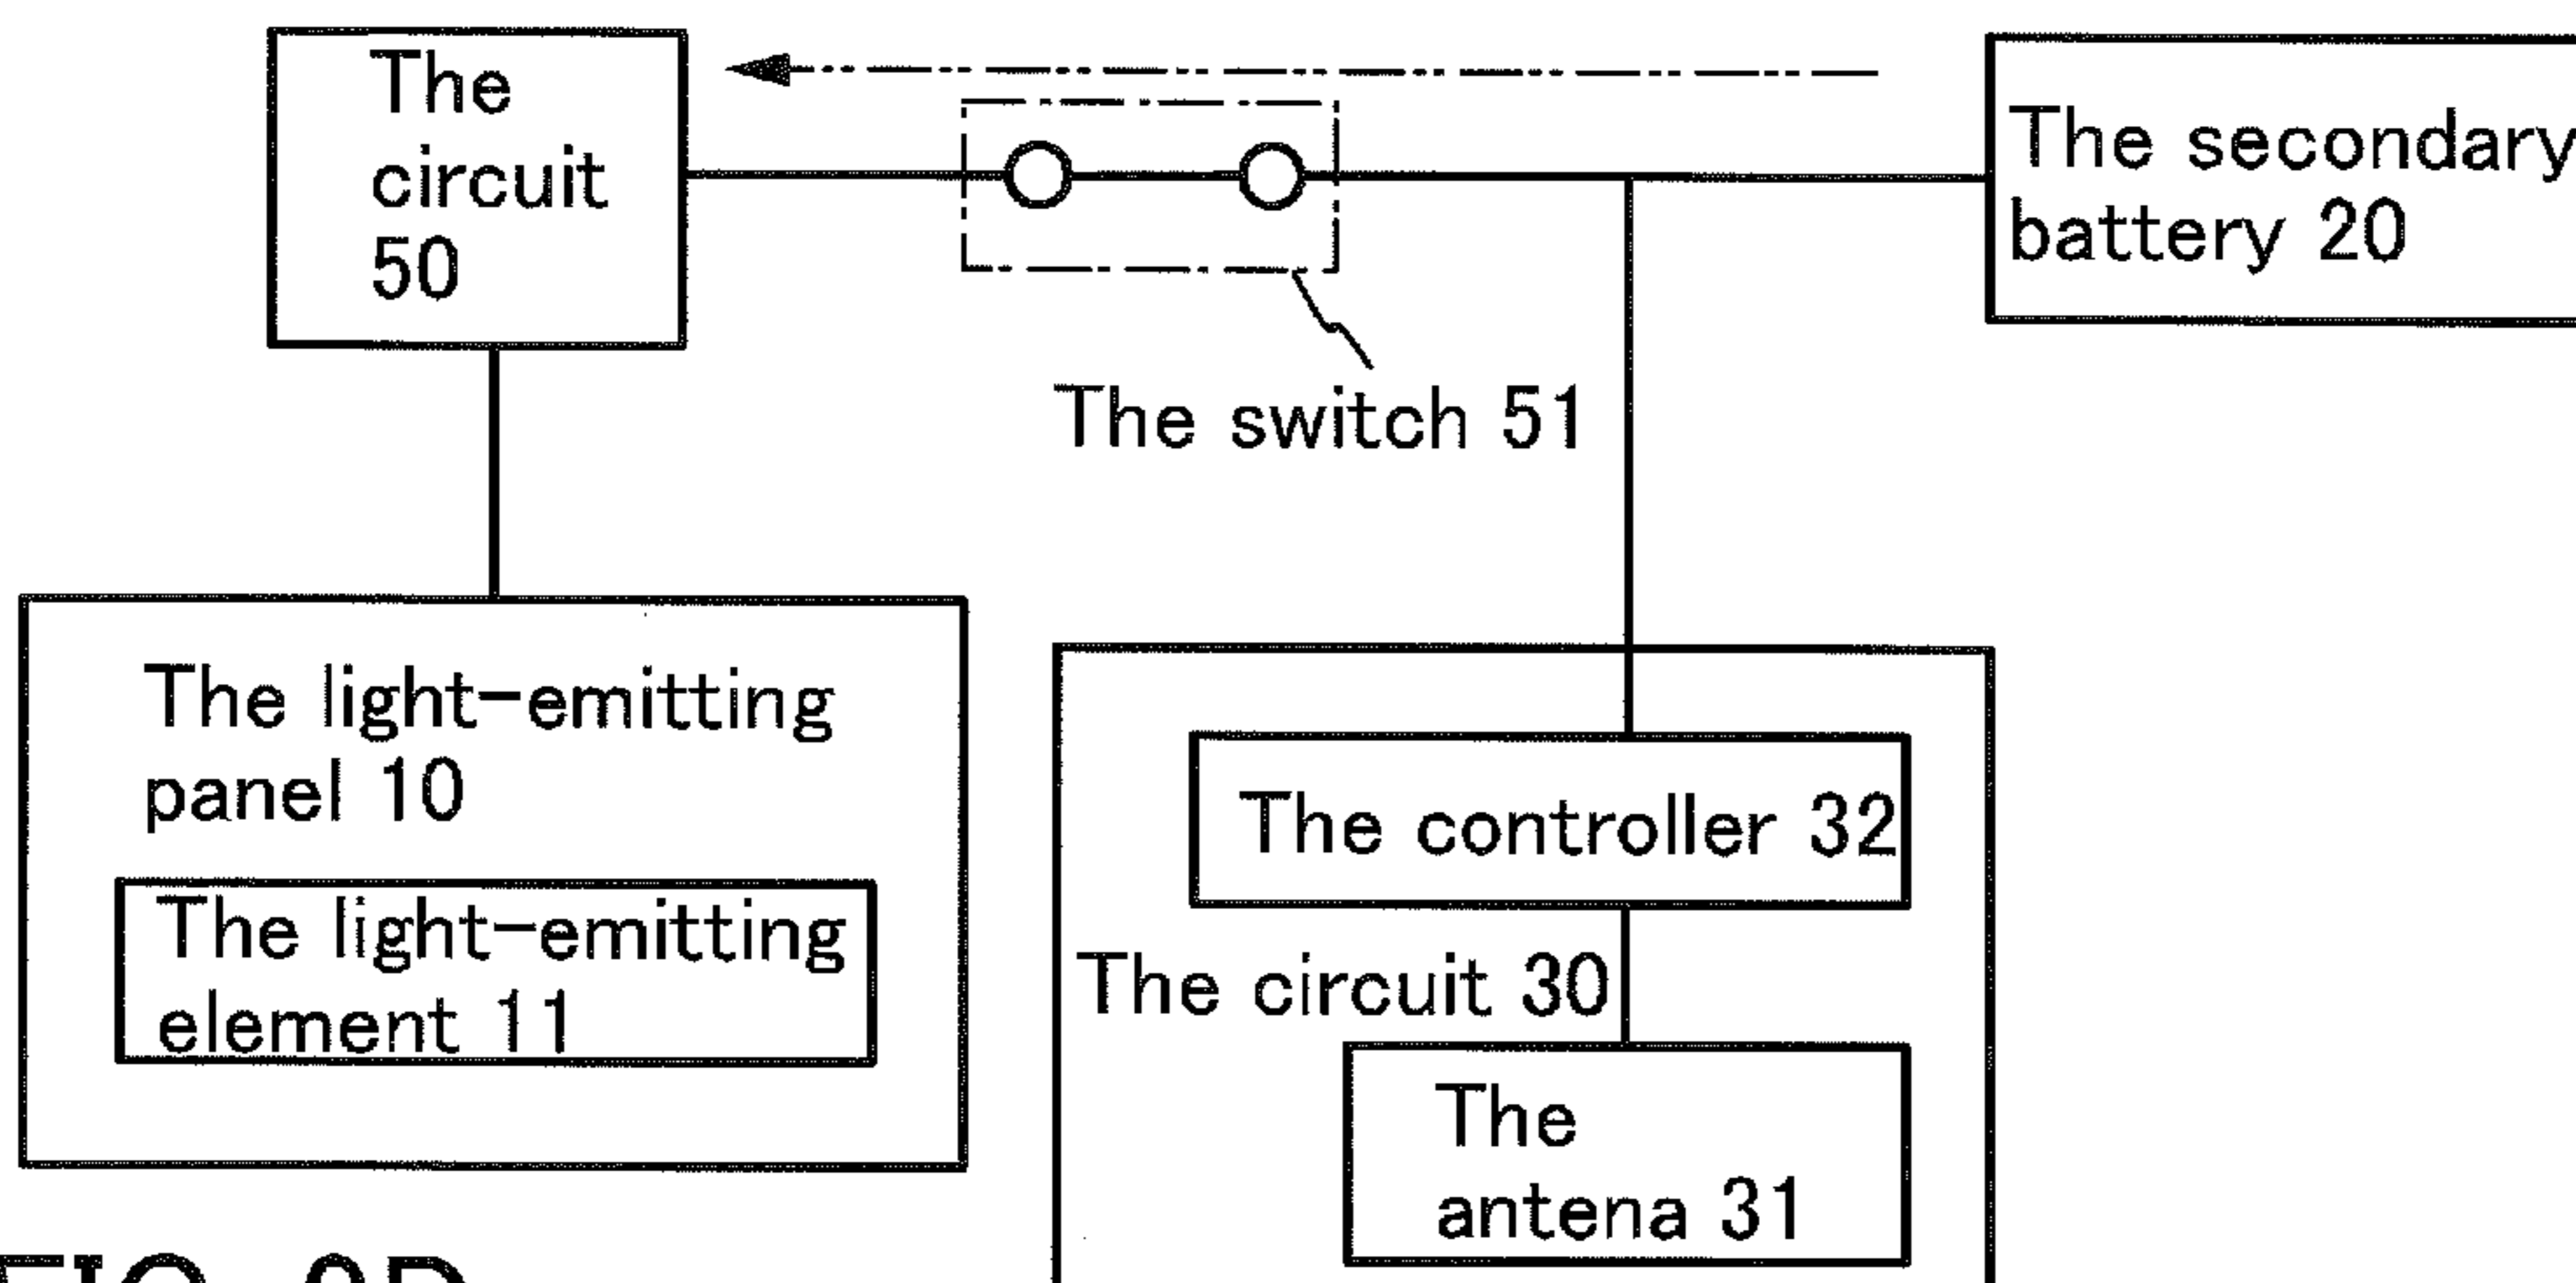 The
circuit
50
The secondary
battery 20
The switch 51
The light-emitting
panel 10
The light-emitting
element 11
The controller 32
The circuit 30
The
antena 31